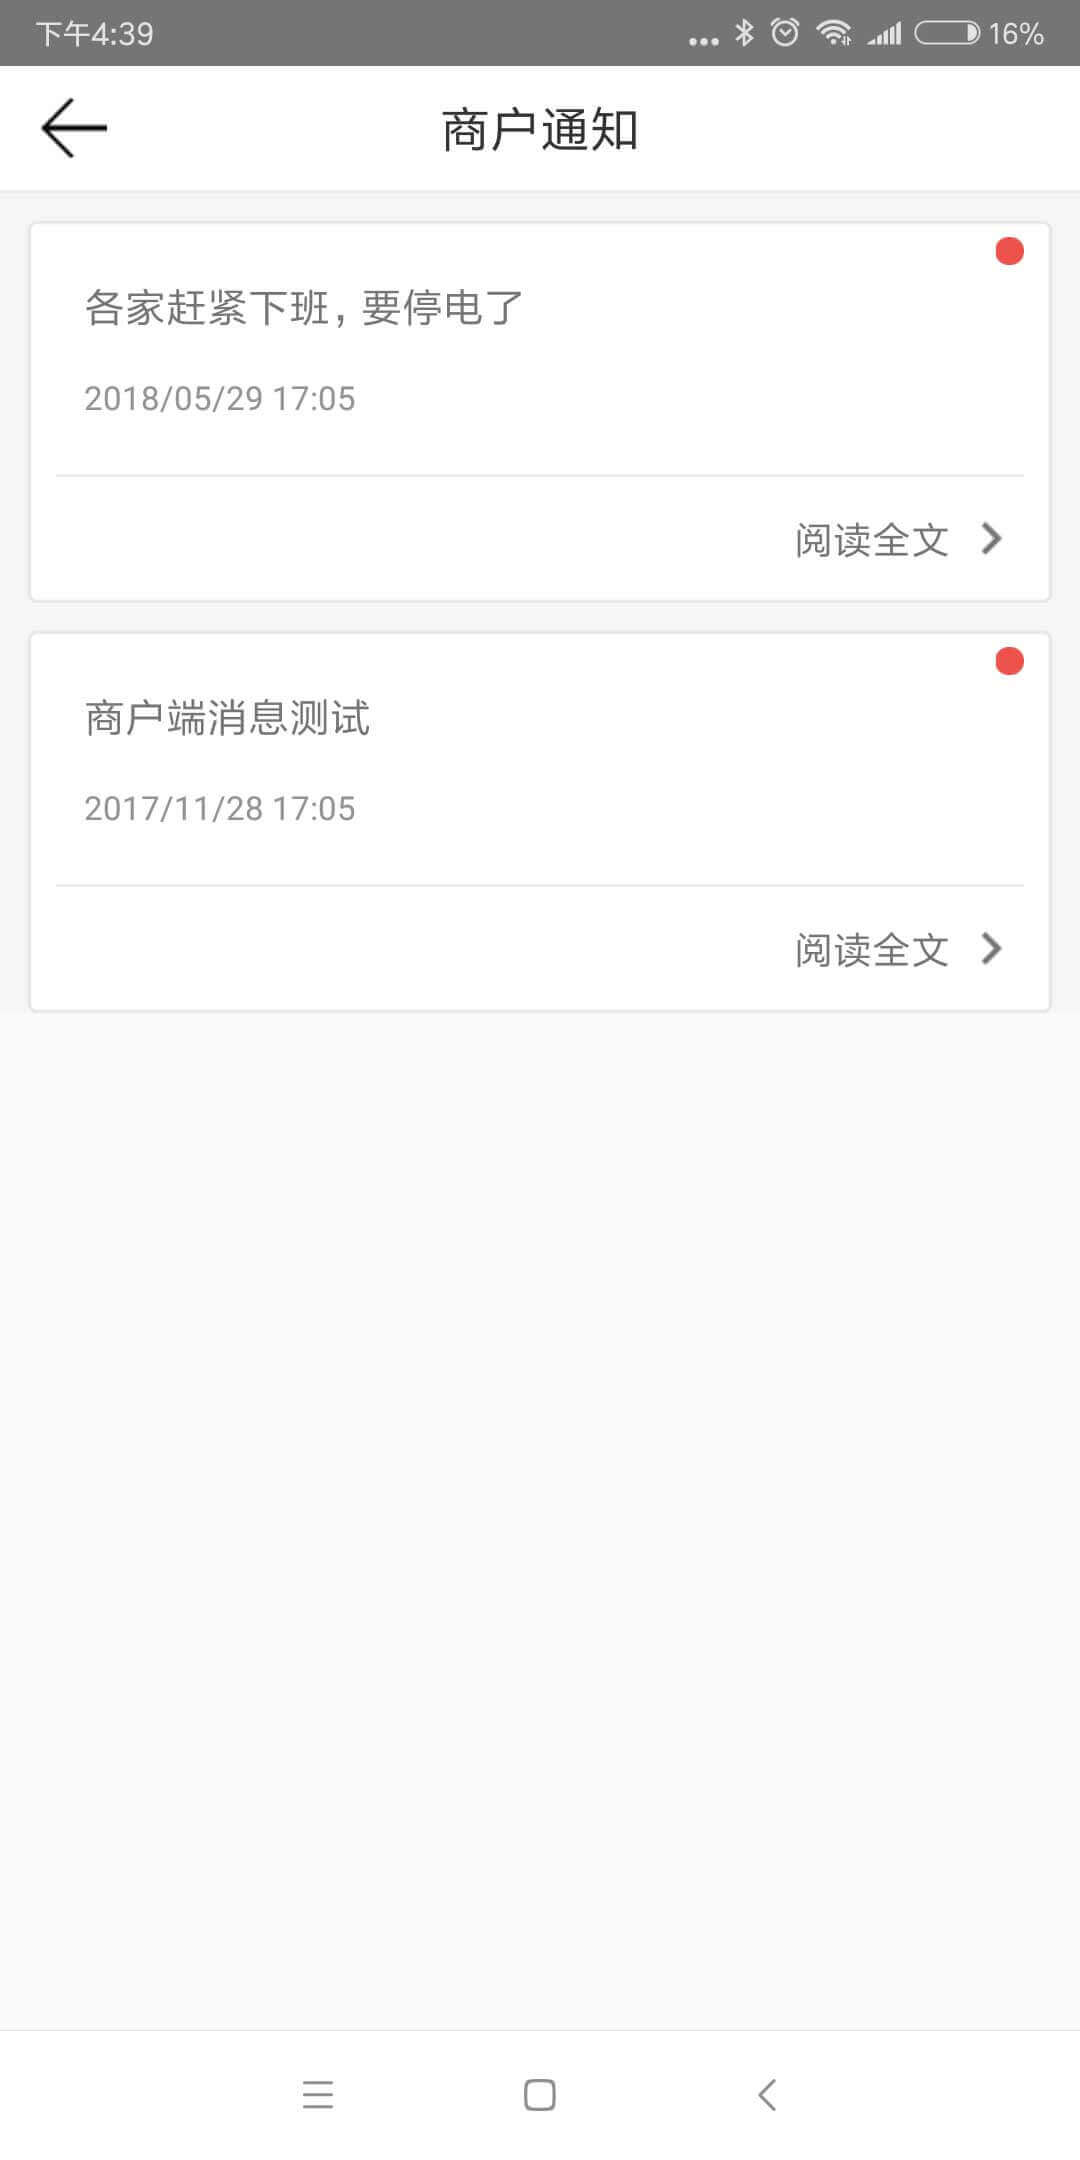 下午4:39
16%
商户通知
各家赶紧下班，要停电了
2018/05/29 17:05
阅读全文
商户端消息测试
2017/11/28 17:05
阅读全文